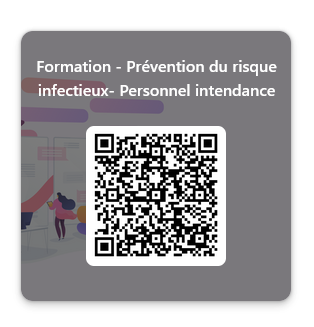 Formation - Prévention du risque
infectieux- Personnel intendance